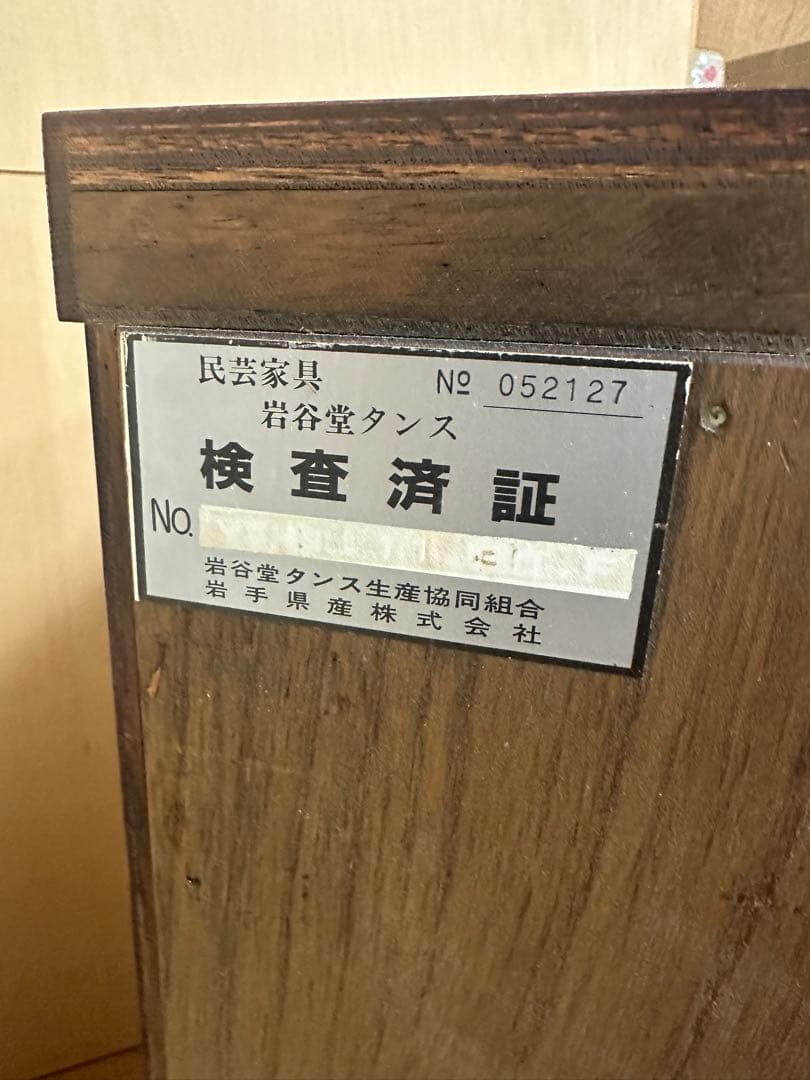 民芸家具
№ 052127
岩谷堂タンス
検査済証
NO.
岩谷堂タンス生産協同組合
岩手県産株式会社